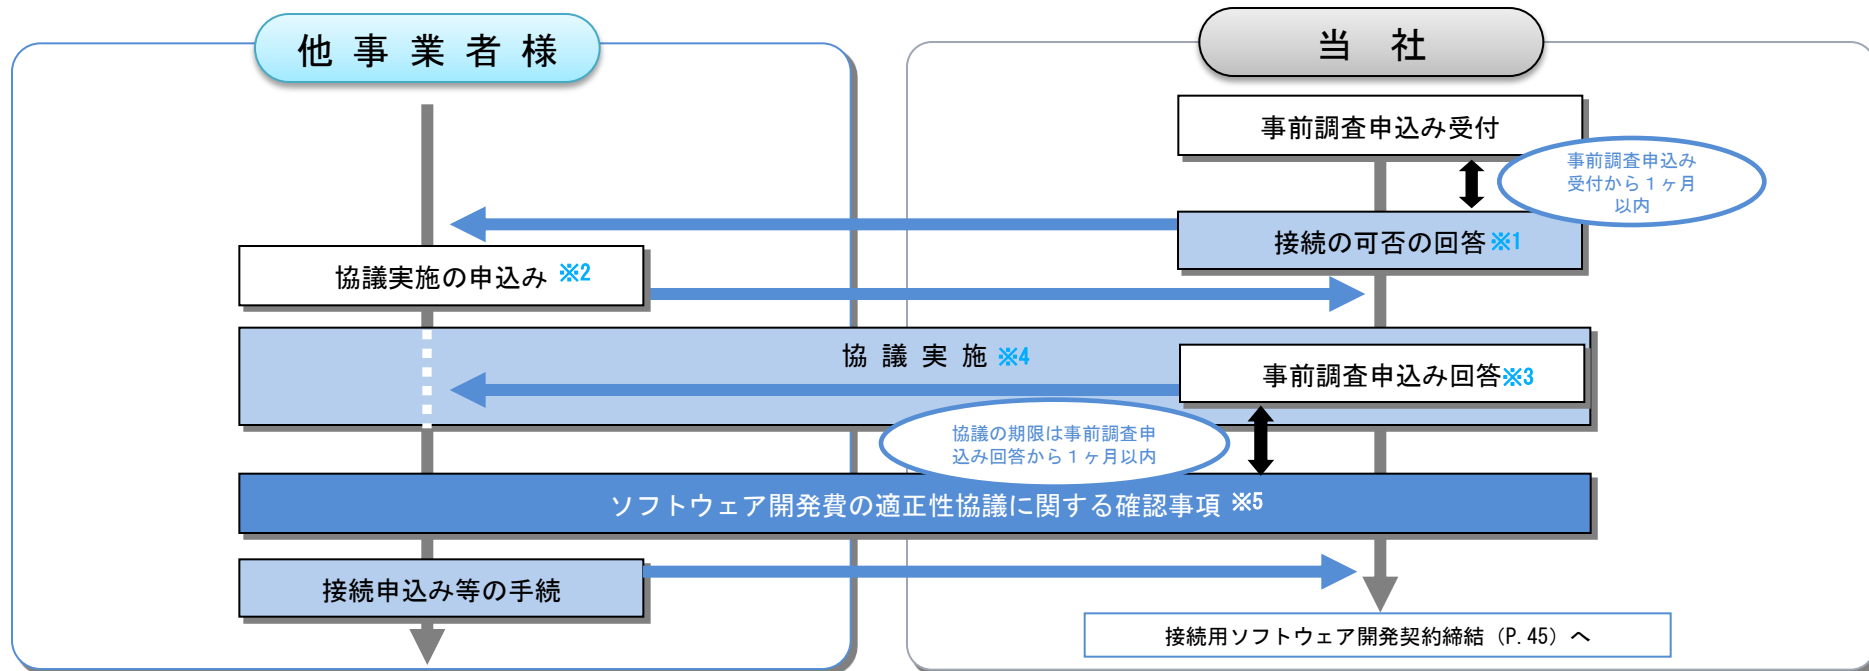 他事業者様
当社
事前調査申込み受付
事前調査申込み
受付から1ヶ月
以内
接続の可否の回答※1
協議実施の申込み ※2
協議実施※4
事前調査申込み回答※3
協議の期限は事前調査申
込み回答から1ヶ月以内
ソフトウェア開発費の適正性協議に関する確認事項 ※5
接続申込み等の手続
接続用ソフトウェア開発契約締結（P.45）へ